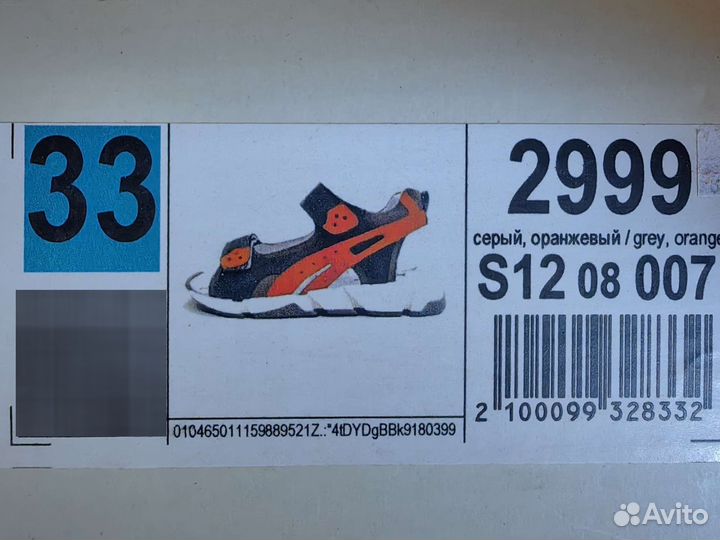 33
2999
серый, оранжевый / grey, orange
S12 08 007
2 100099 328332
010465011159889521Z.:"4tDYDgBBk9180399
Avito